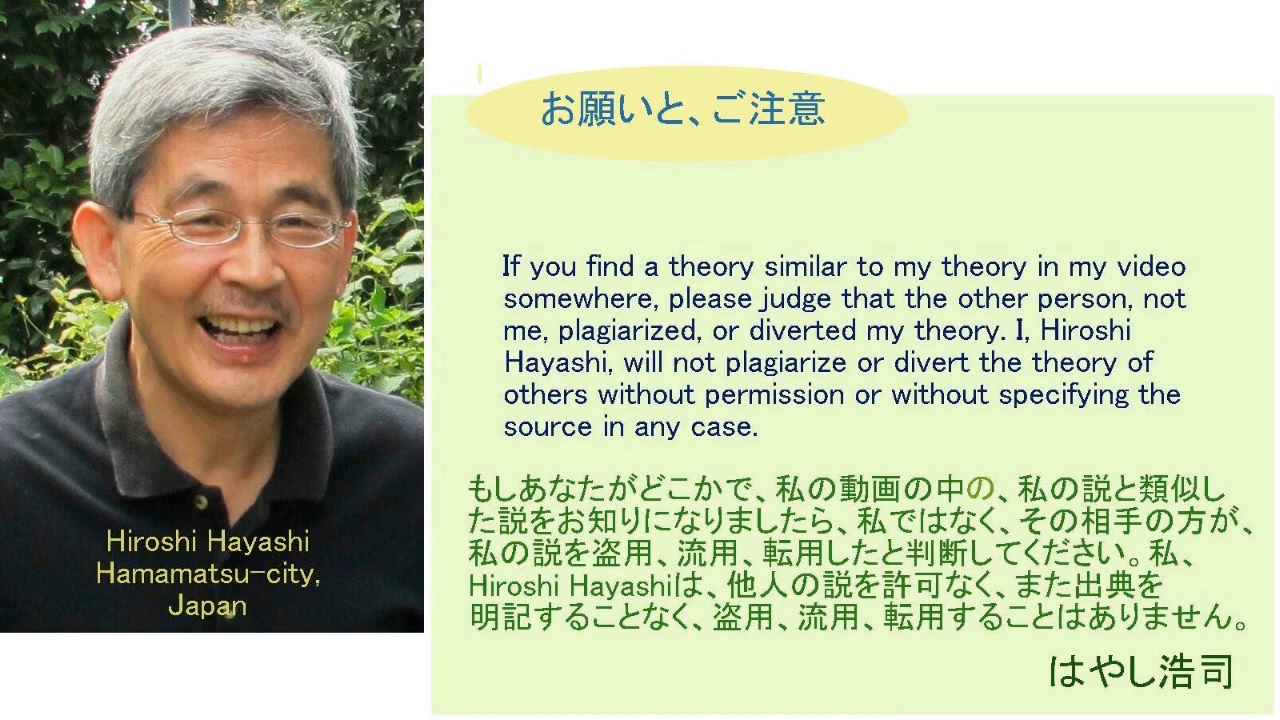 お願いと、ご注意
If you find a theory similar to my theory in my video
somewhere, please judge that the other person, not
me, plagiarized, or diverted my theory. I, Hiroshi
Hayashi, will not plagiarize or divert the theory of
others without permission or without specifying the
source in any case.
もしあなたがどこかで、私の動画の中の、私の説と類似し
た説をお知りになりましたら、私ではなく、その相手の方が、
私の説を盗用、流用、転用したと判断してください。私、
Hiroshi Hayashiは、他人の説を許可なく、また出典を
明記することなく、盗用、流用、転用することはありません。
はやし浩司
Hiroshi Hayashi
Hamamatsu-city,
Japan